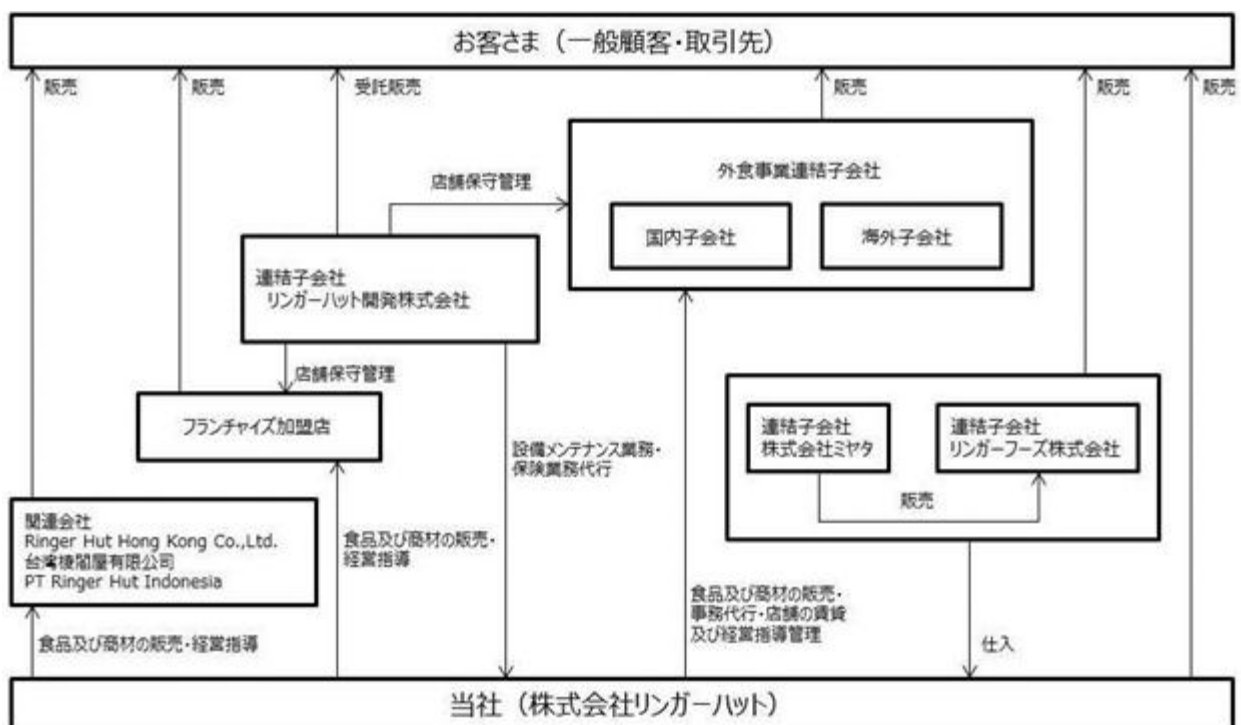 お客さま（一般顧客・取引先）
販売
販売
受託販売
販売
販売
販売
外食事業連結子会社
店舗保守管理
国内子会社
海外子会社
連結子会社
リンガーハット開発株式会社
店舗保守管理
フランチャイズ加盟店
連結子会社
株式会社ミヤタ
連結子会社
リンガーフーズ株式会社
設備メンテナンス業務・
保険業務代行
販売
関連会社
Ringer Hut Hong Kong Co.,Ltd.
台湾棱閤屋有限公司
PT Ringer Hut Indonesia
食品及び商材の販売・
経営指導
食品及び商材の販売・
事務代行・店舗の賃貸
及び経営指導管理
食品及び商材の販売・経営指導
仕入
当社（株式会社リンガーハット）